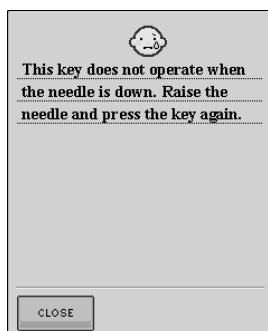 This key does not operate when
the needle is down. Raise the
needle and press the key again.
CLOSE